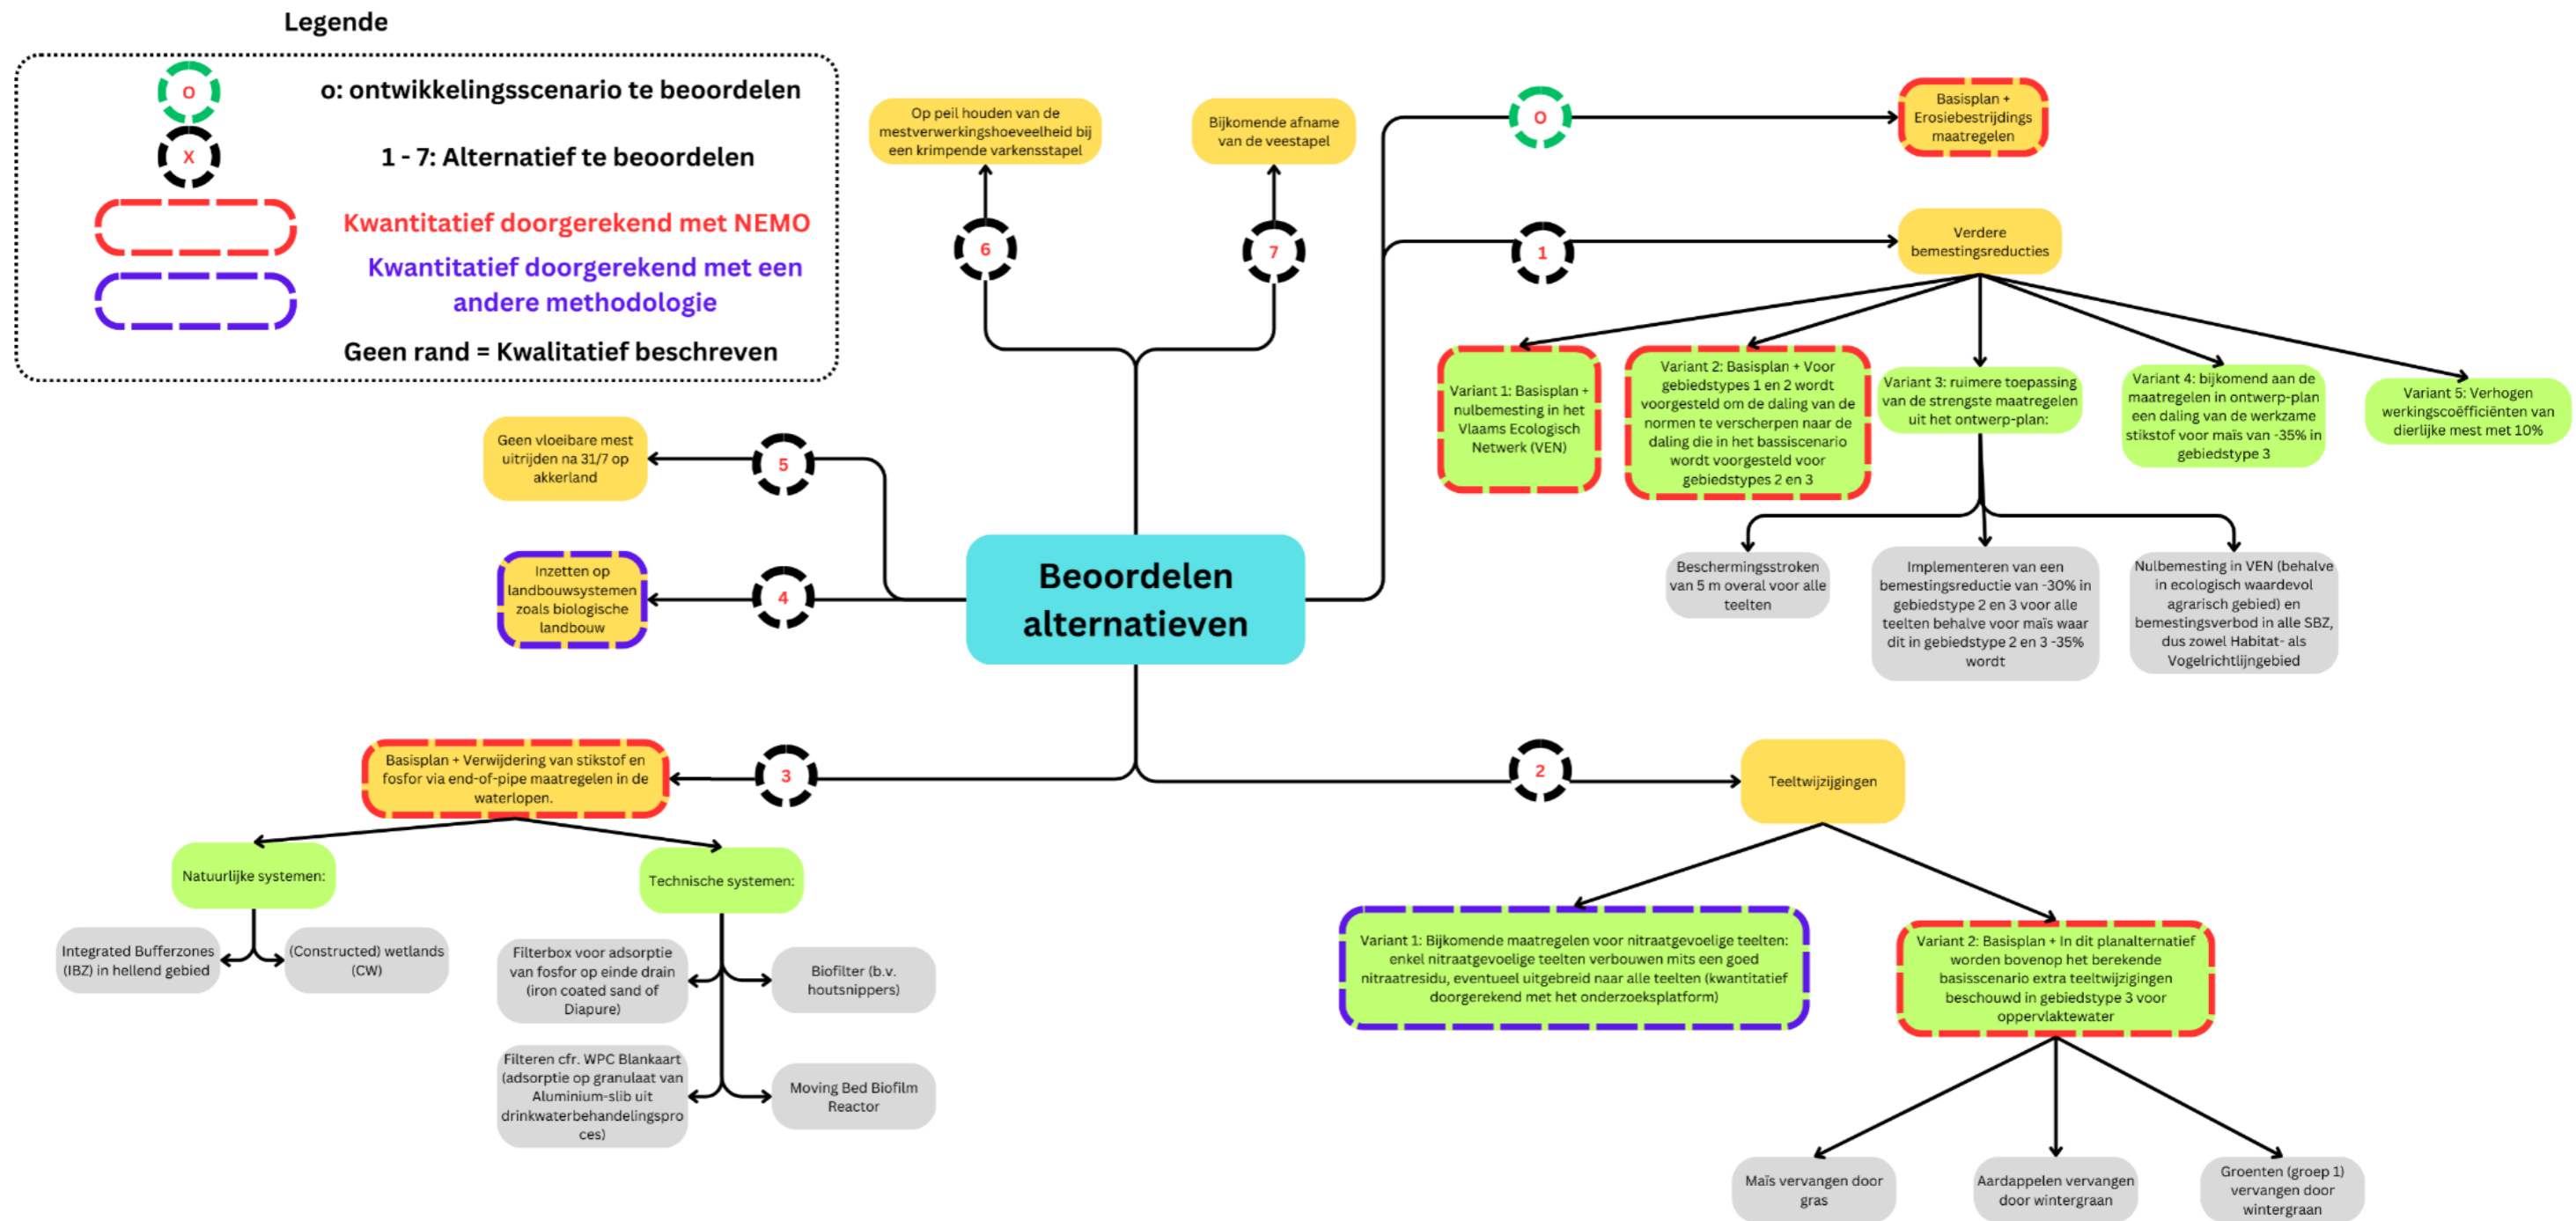 Legende
O
o: ontwikkelingsscenario te beoordelen
X
1 - 7: Alternatief te beoordelen
Kwantitatief doorgerekend met NEMO
Kwantitatief doorgerekend met een
andere methodologie
Geen rand = Kwalitatief beschreven
Op peil houden van de
mestverwerkingshoeveelheid bij
een krimpende varkensstapel
Bijkomende afname
van de veestapel
6
7
O
Basisplan +
Erosiebestrijdings
maatregelen
1
Verdere
bemestingsreducties
Variant 1: Basisplan +
nulbemesting in het
Vlaams Ecologisch
Netwerk (VEN)
Variant 2: Basisplan + Voor
gebiedstypes 1 en 2 wordt
voorgesteld om de daling van de
normen te verscherpen naar de
daling die in het bassiscenario
wordt voorgesteld voor
gebiedstypes 2 en 3
Variant 3: ruimere toepassing
van de strengste maatregelen
uit het ontwerp-plan:
Variant 4: bijkomend aan de
maatregelen in ontwerp-plan
een daling van de werkzame
stikstof voor maïs van -35% in
gebiedstype 3
Variant 5: Verhogen
werkingscoëfficiënten van
dierlijke mest met 10%
Beschermingsstroken
van 5 m overal voor alle
teelten
Implementeren van een
bemestingsreductie van -30% in
gebiedstype 2 en 3 voor alle
teelten behalve voor maïs waar
dit in gebiedstype 2 en 3 -35%
wordt
Nulbemesting in VEN (behalve
in ecologisch waardevol
agrarisch gebied) en
bemestingsverbod in alle SBZ,
dus zowel Habitat- als
Vogelrichtlijngebied
Geen vloeibare mest
uitrijden na 31/7 op
akkerland
5
Inzetten op
landbouwsystemen
zoals biologische
landbouw
4
Beoordelen
alternatieven
Basisplan + Verwijdering van stikstof en
fosfor via end-of-pipe maatregelen in de
waterlopen.
3
Natuurlijke systemen:
Technische systemen:
Integrated Bufferzones
(IBZ) in hellend gebied
(Constructed) wetlands
(CW)
Filterbox voor adsorptie
van fosfor op einde drain
(iron coated sand of
Diapure)
Biofilter (b.v.
houtsnippers)
Filteren cfr. WPC Blankaart
(adsorptie op granulaat van
Aluminium-slib uit
drinkwaterbehandelingspro
ces)
Moving Bed Biofilm
Reactor
2
Teeltwijzijgingen
Variant 1: Bijkomende maatregelen voor nitraatgevoelige teelten:
enkel nitraatgevoelige teelten verbouwen mits een goed
nitraatresidu, eventueel uitgebreid naar alle teelten (kwantitatief
doorgerekend met het onderzoeksplatform)
Variant 2: Basisplan + In dit planalternatief
worden bovenop het berekende
basisscenario extra teeltwijzigingen
beschouwd in gebiedstype 3 voor
oppervlaktewater
Maïs vervangen door
gras
Aardappelen vervangen
door wintergraan
Groenten (groep 1)
vervangen door
wintergraan